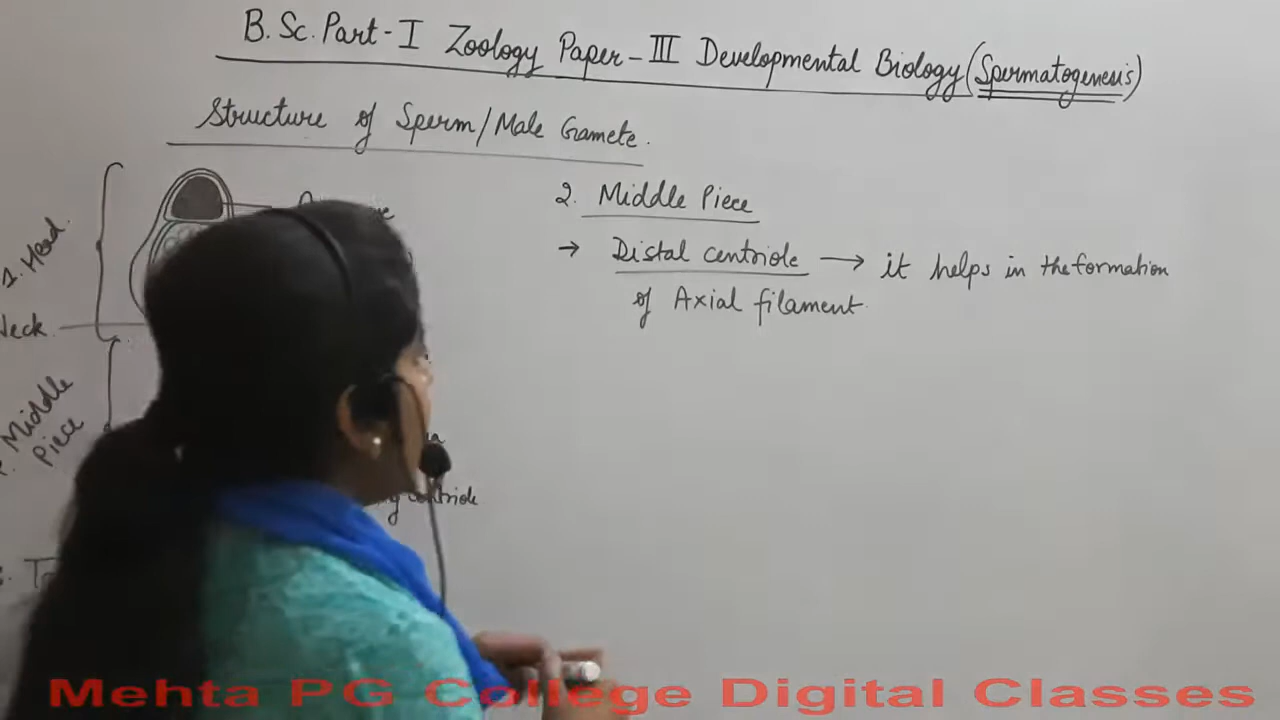 B.Sc. Part-I Zoology Paper-III Developmental Biology (Spermatogenesis)
Structure of Sperm/Male Gamete.
1. Head.
2. Middle Piece
→ Distal centriole → it helps in the formation
of Axial filament
Neck
Middle
Piece
centriole
Mehta PG College Digital Classes